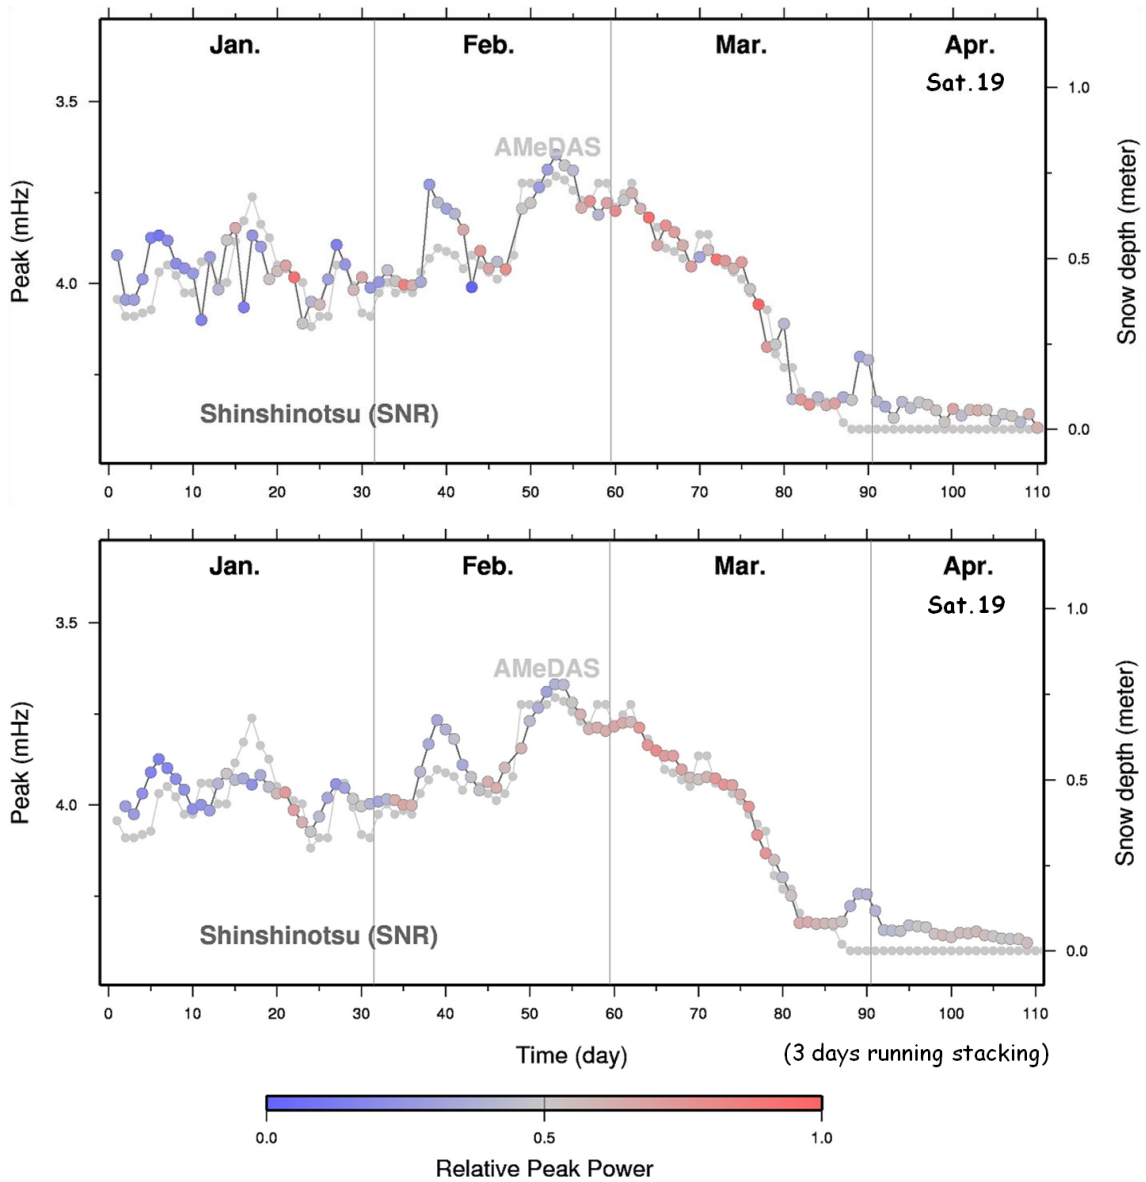 Jan. Feb. Mar. Apr.
Sat.19
AMeDAS
Shinshinotsu (SNR)
Peak (mHz)
3.5
4.0
Snow depth (meter)
1.0
0.5
0.0
0 10 20 30 40 50 60 70 80 90 100 110
Jan. Feb. Mar. Apr.
Sat.19
AMeDAS
Shinshinotsu (SNR)
Peak (mHz)
3.5
4.0
Snow depth (meter)
1.0
0.5
0.0
0 10 20 30 40 50 60 70 80 90 100 110
Time (day) (3 days running stacking)
0.0 0.5 1.0
Relative Peak Power